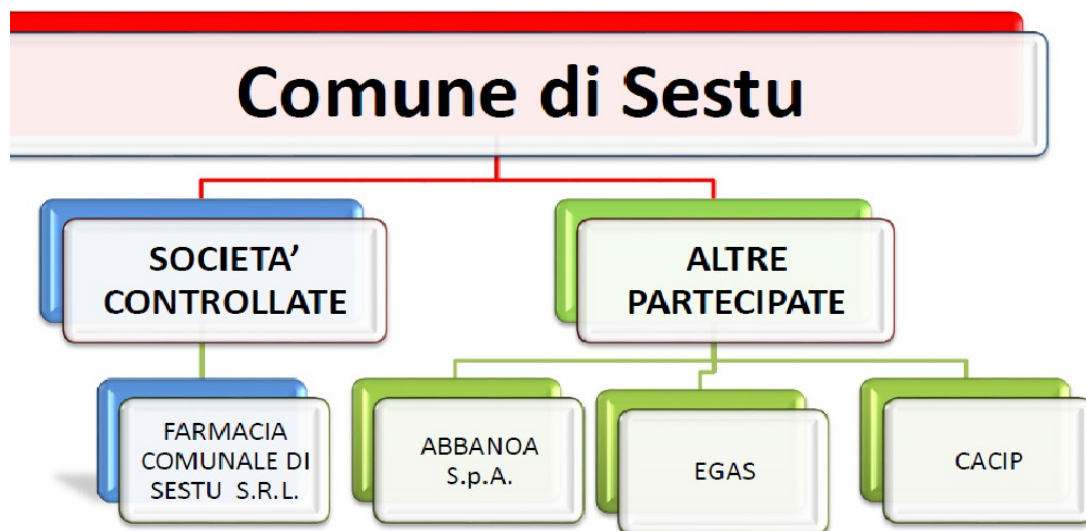 Comune di Sestu
SOCIETA’
CONTROLLATE
ALTRE
PARTECIPATE
FARMACIA
COMUNALE DI
SESTU S.R.L.
ABBANOA
S.p.A.
EGAS
CACIP